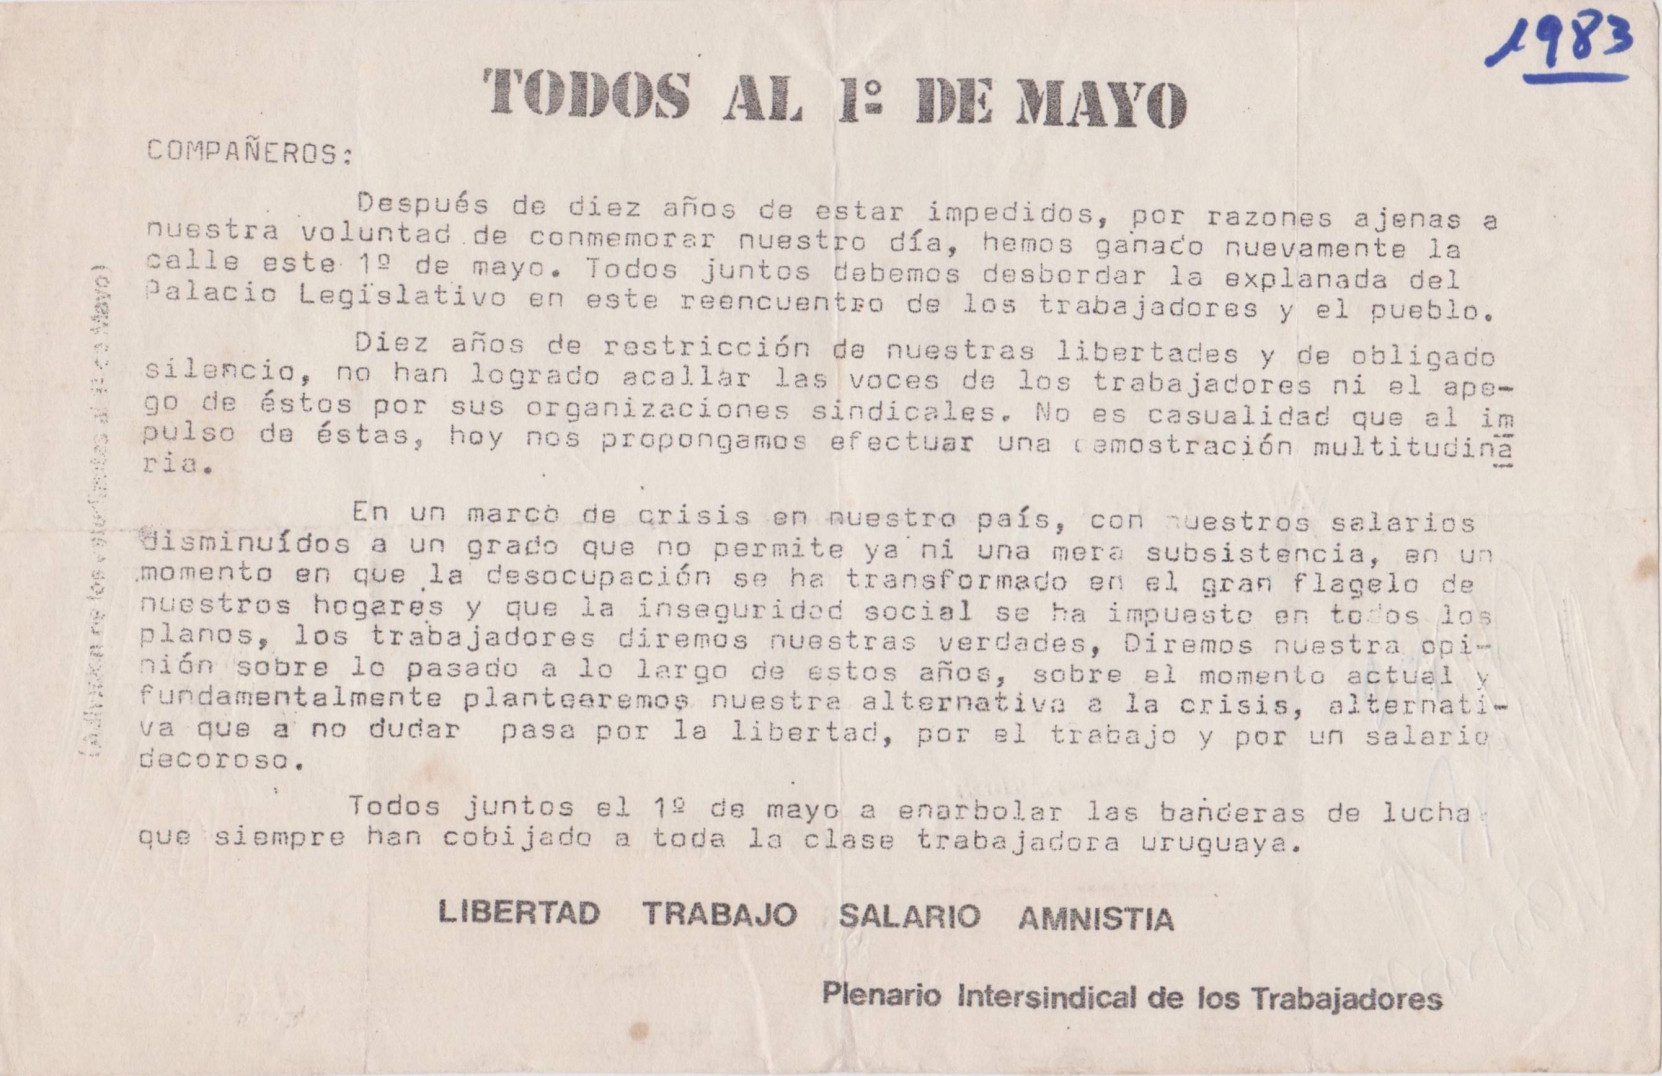 1983
TODOS AL 1º DE MAYO
COMPAÑEROS:
Después de diez años de estar impedidos, por razones ajenas a
nuestra voluntad de conmemorar nuestro día, hemos ganado nuevamente la
calle este 1º de mayo. Todos juntos debemos desbordar la explanada del
Palacio Legislativo en este reencuentro de los trabajadores y el pueblo.
Diez años de restricción de nuestras libertades y de obligado
silencio, no han logrado acallar las voces de los trabajadores ni el ape-
go de éstos por sus organizaciones sindicales. No es casualidad que al im
pulso de éstas, hoy nos propongamos efectuar una demostración multitudina
ria.
En un marco de crisis en nuestro país, con nuestros salarios
disminuídos a un grado que no permite ya ni una mera subsistencia, en un
momento en que la desocupación se ha transformado en el gran flagelo de
nuestros hogares y que la inseguridad social se ha impuesto en todos los
planos, los trabajadores diremos nuestras verdades, Diremos nuestra opi-
nión sobre lo pasado a lo largo de estos años, sobre el momento actual y
fundamentalmente plantearemos nuestra alternativa a la crisis, alternati-
va que a no dudar pasa por la libertad, por el trabajo y por un salario
decoroso.
Todos juntos el 1º de mayo a enarbolar las banderas de lucha
que siempre han cobijado a toda la clase trabajadora uruguaya.
LIBERTAD TRABAJO SALARIO AMNISTIA
Plenario Intersindical de los Trabajadores
(Adhesión de los al 1º de Mayo)